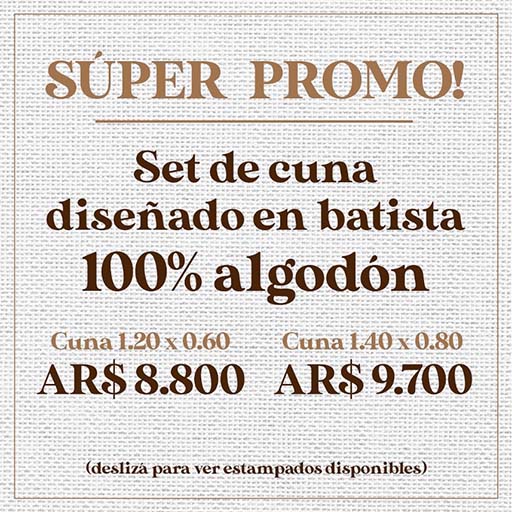 SÚPER PROMO!
Set de cuna
diseñado en batista
100% algodón
Cuna 1.20 x 0.60
AR$ 8.800
Cuna 1.40 x 0.80
AR$ 9.700
(deslizá para ver estampados disponibles)